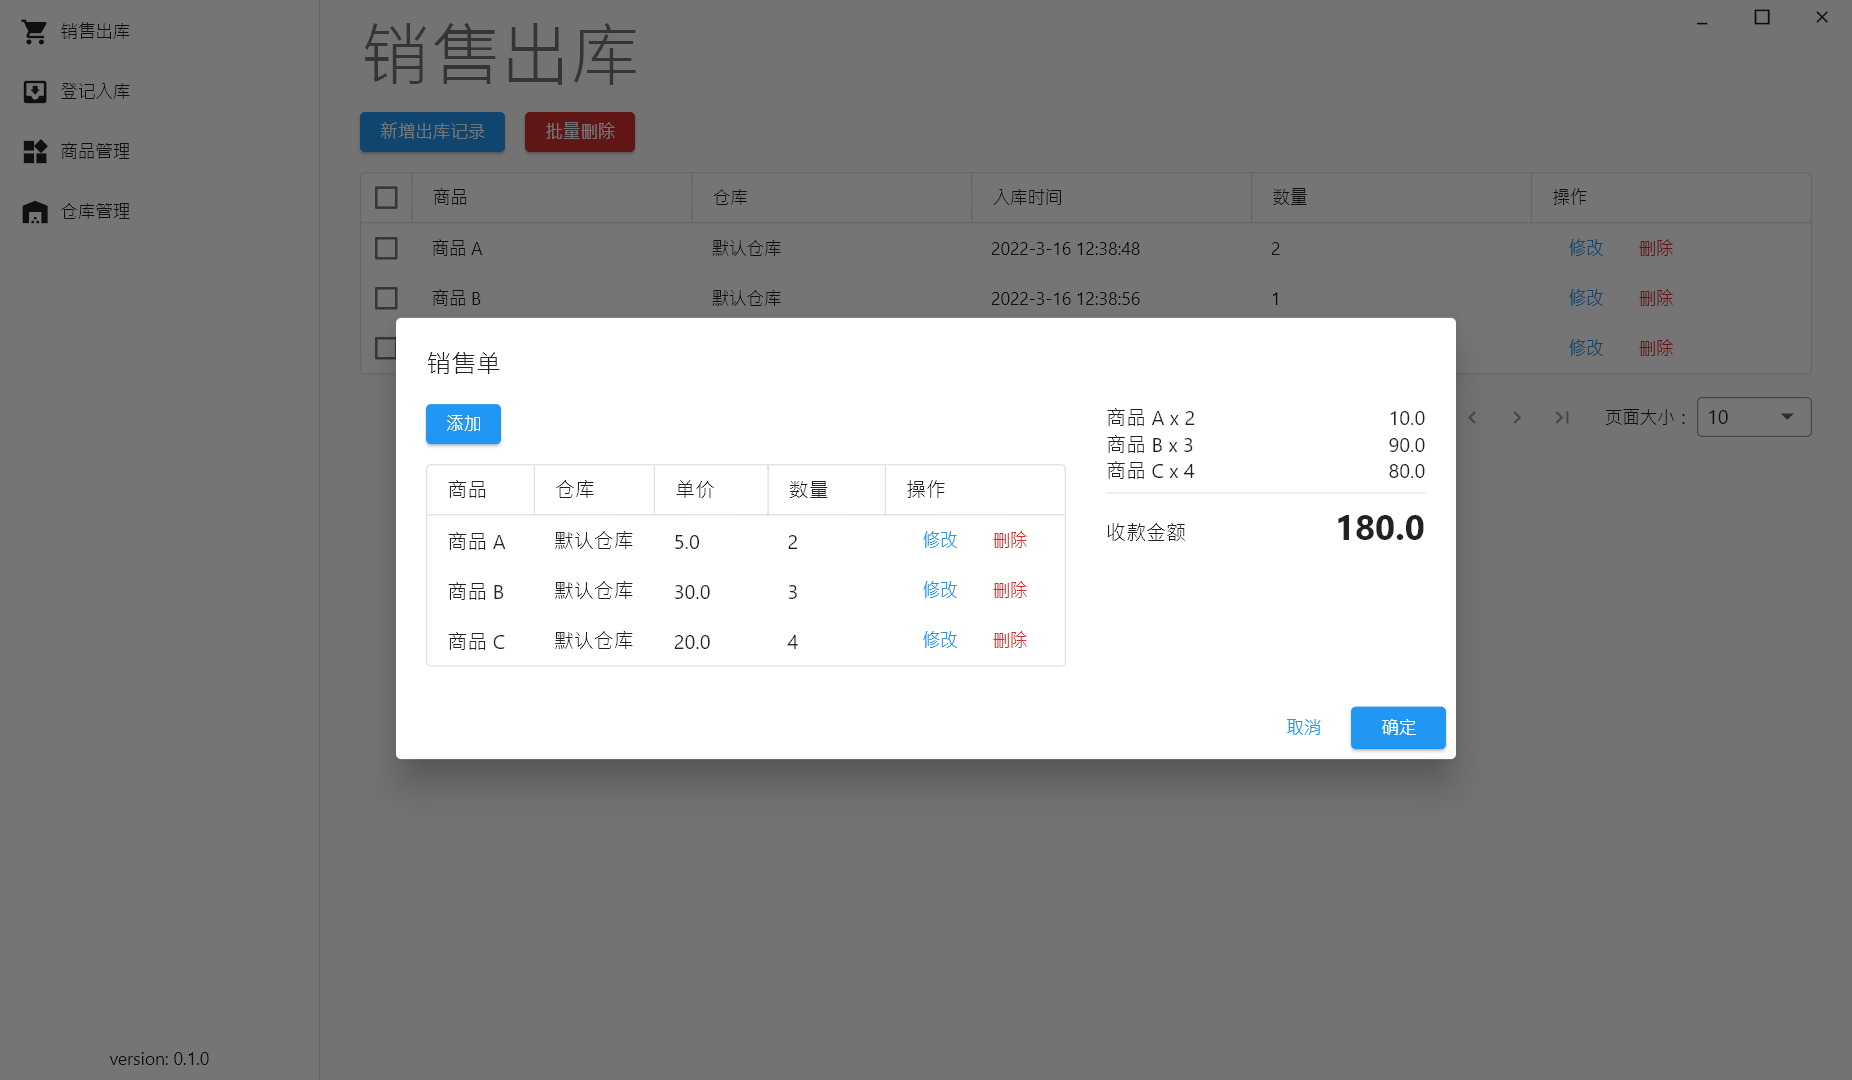 销售出库
登记入库
商品管理
仓库管理
version: 0.1.0
销售出库
新增出库记录 批量删除
商品 仓库 入库时间 数量 操作
商品 A 默认仓库 2022-3-16 12:38:48 2 修改 删除
商品 B 默认仓库 2022-3-16 12:38:56 1 修改 删除
修改 删除
页面大小： 10
销售单
添加
商品 仓库 单价 数量 操作
商品 A 默认仓库 5.0 2 修改 删除
商品 B 默认仓库 30.0 3 修改 删除
商品 C 默认仓库 20.0 4 修改 删除
商品 A x 2 10.0
商品 B x 3 90.0
商品 C x 4 80.0
收款金额 180.0
取消 确定